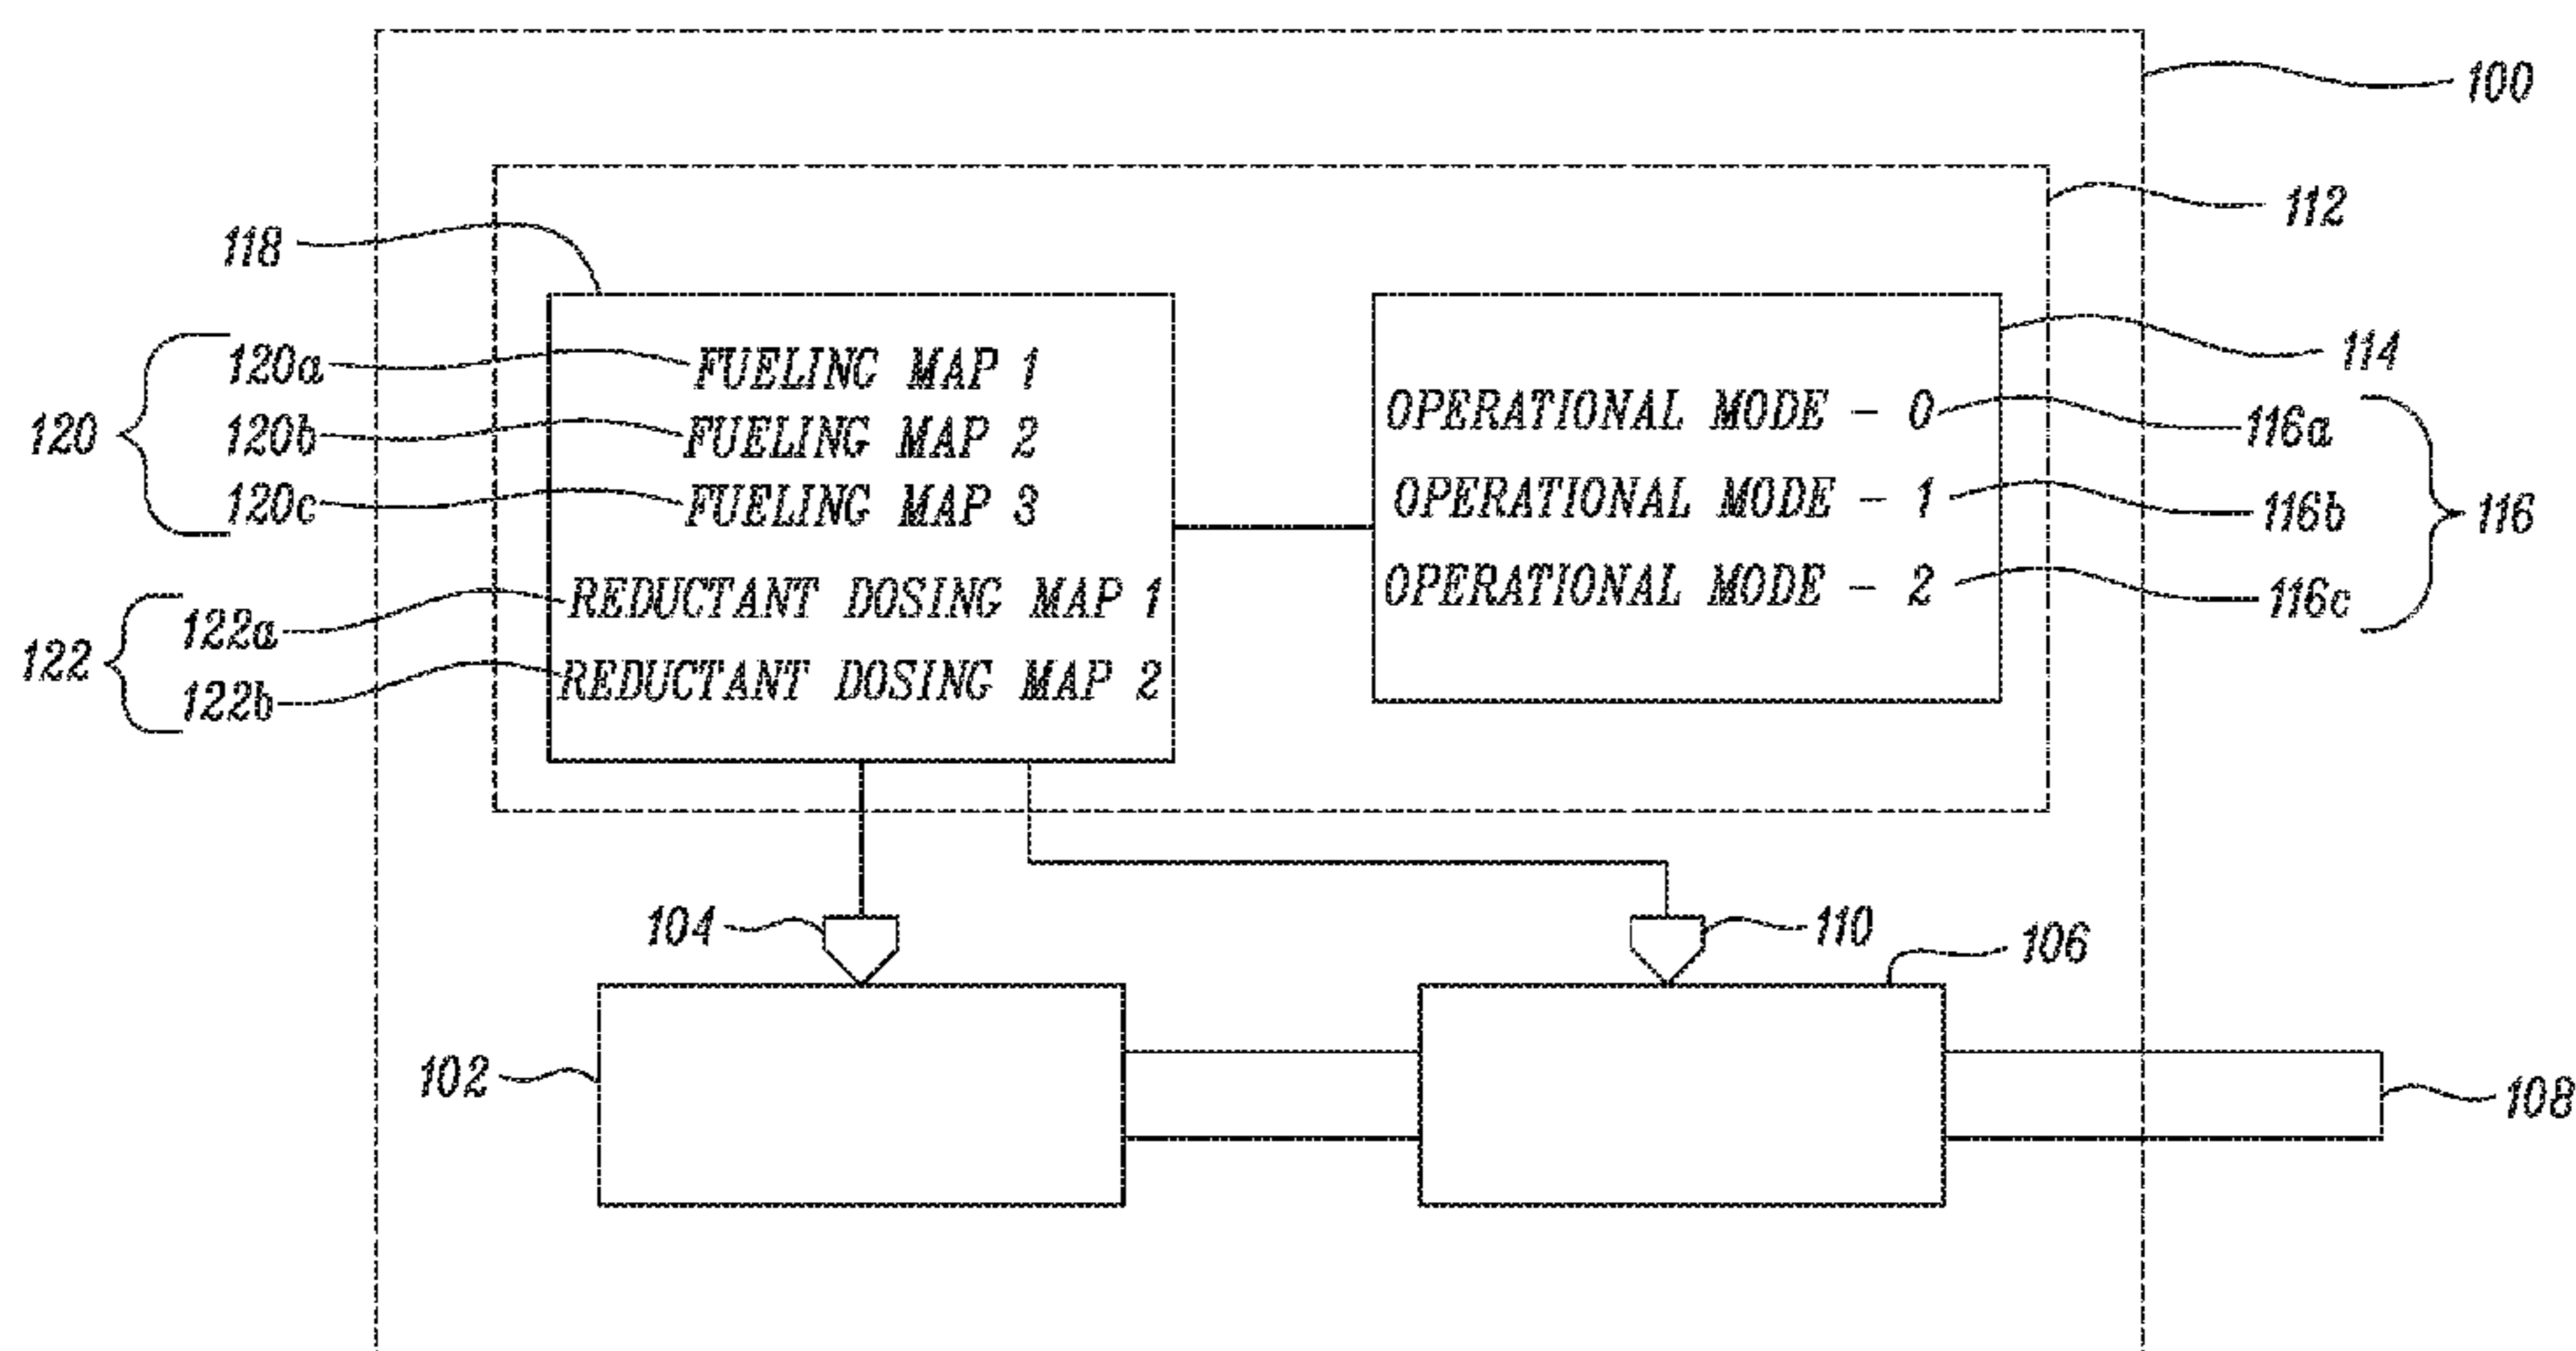 100
112
118
120a FUELING MAP 1
114
OPERATIONAL MODE - 0 116a
120 120b FUELING MAP 2
120c FUELING MAP 3
OPERATIONAL MODE - 1 116b 116
OPERATIONAL MODE - 2 116c
122a REDUCTANT DOSING MAP 1
122
122b REDUCTANT DOSING MAP 2
104
110
106
102
108